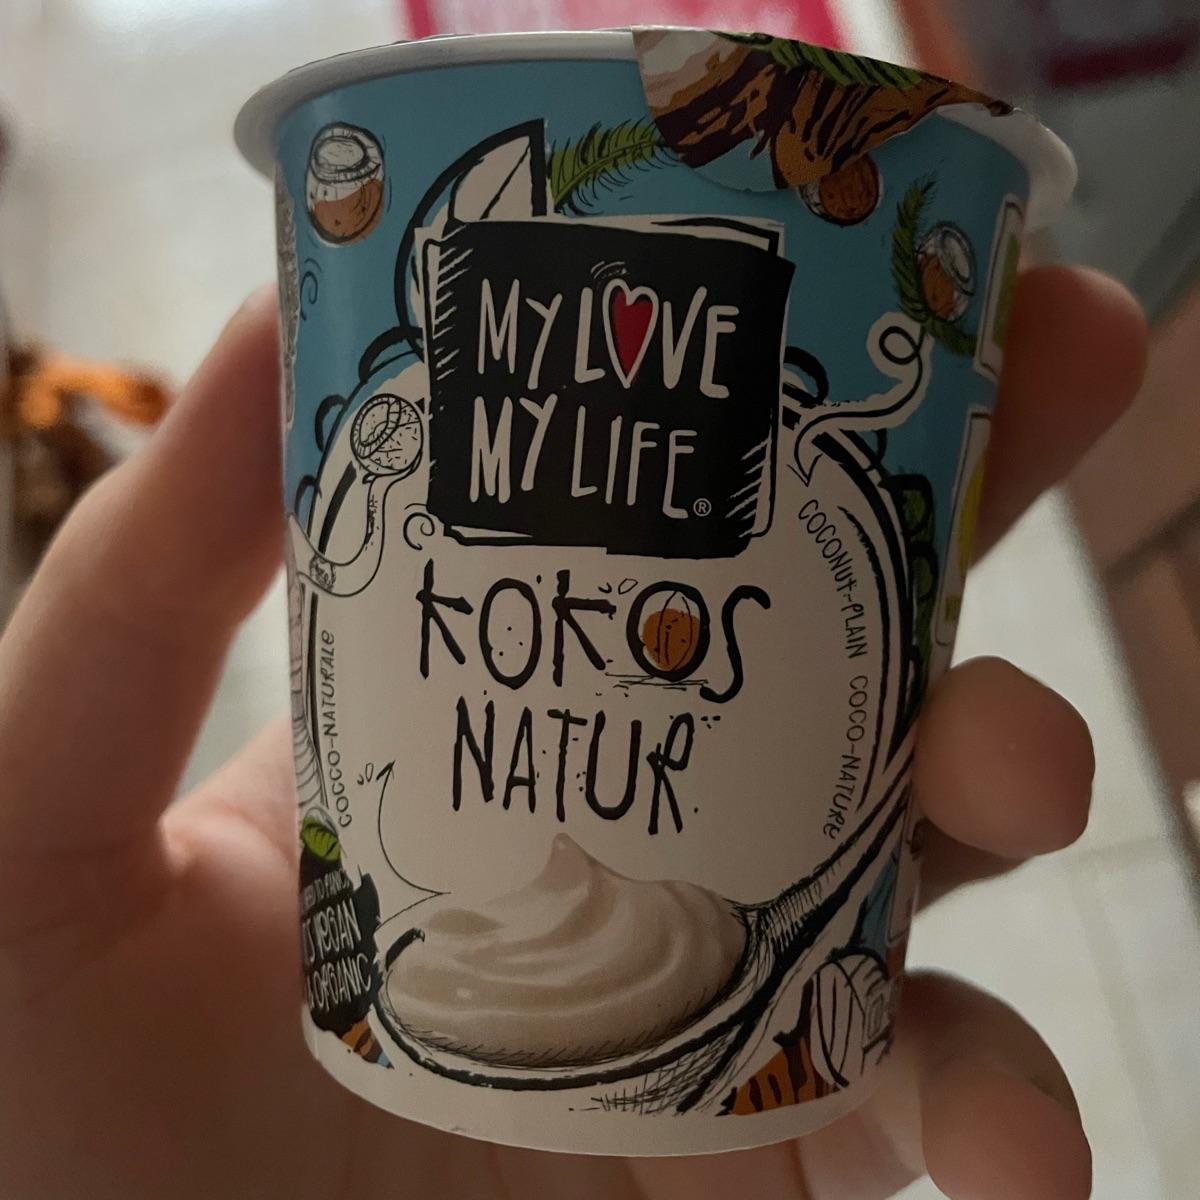 MY LOVE
MY LIFE®
KOKOS
NATUR
COCONUT-PLAIN COCO-NATURE
COCCO-NATURALE
VEGAN
ORGANIC